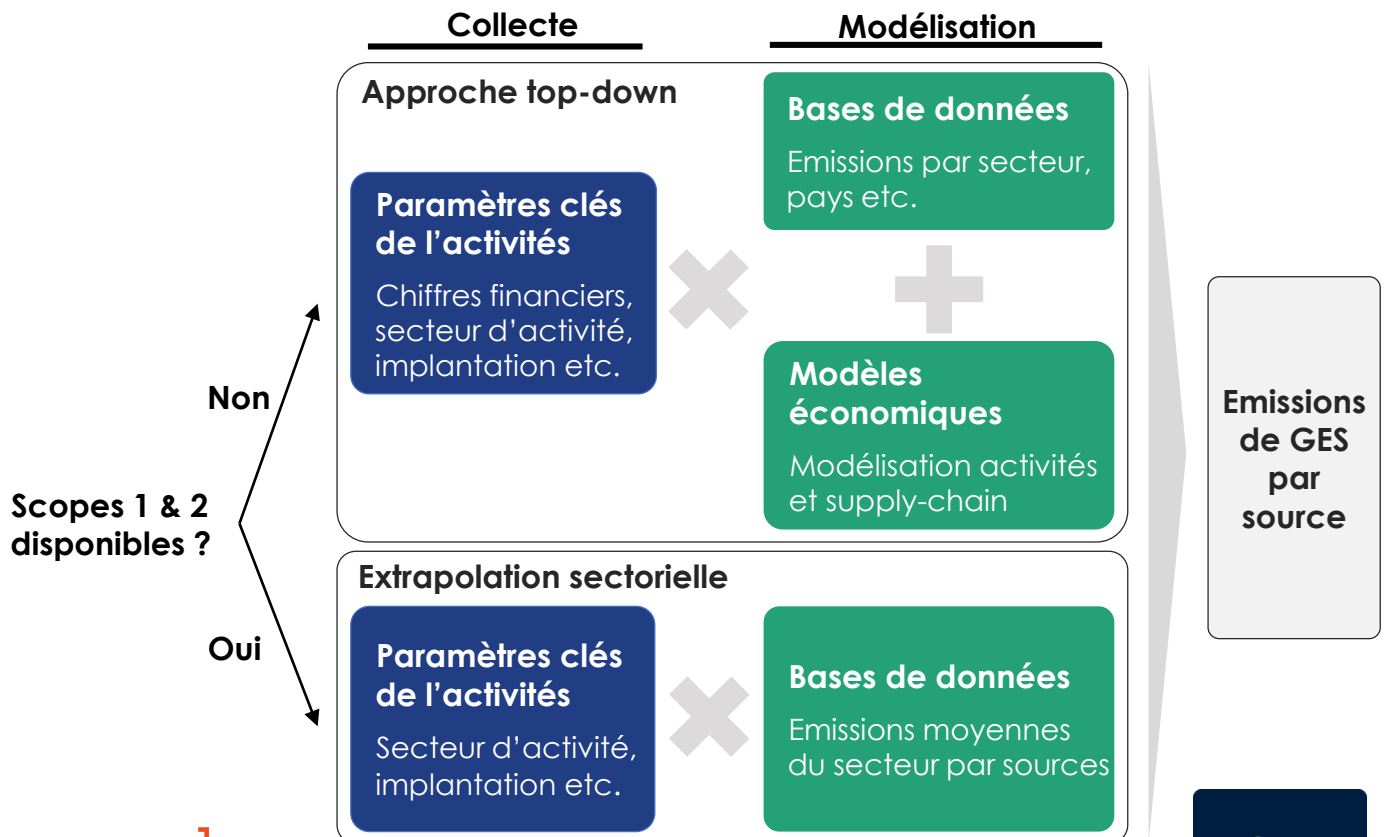 Collecte
Modélisation
Approche top-down
Bases de données
Emissions par secteur,
pays etc.
Paramètres clés
de l’activités
Chiffres financiers,
secteur d’activité,
implantation etc.
Modèles
économiques
Modélisation activités
et supply-chain
Non
Scopes 1 & 2
disponibles ?
Oui
Emissions
de GES
par
source
Extrapolation sectorielle
Paramètres clés
de l’activités
Secteur d’activité,
implantation etc.
Bases de données
Emissions moyennes
du secteur par sources